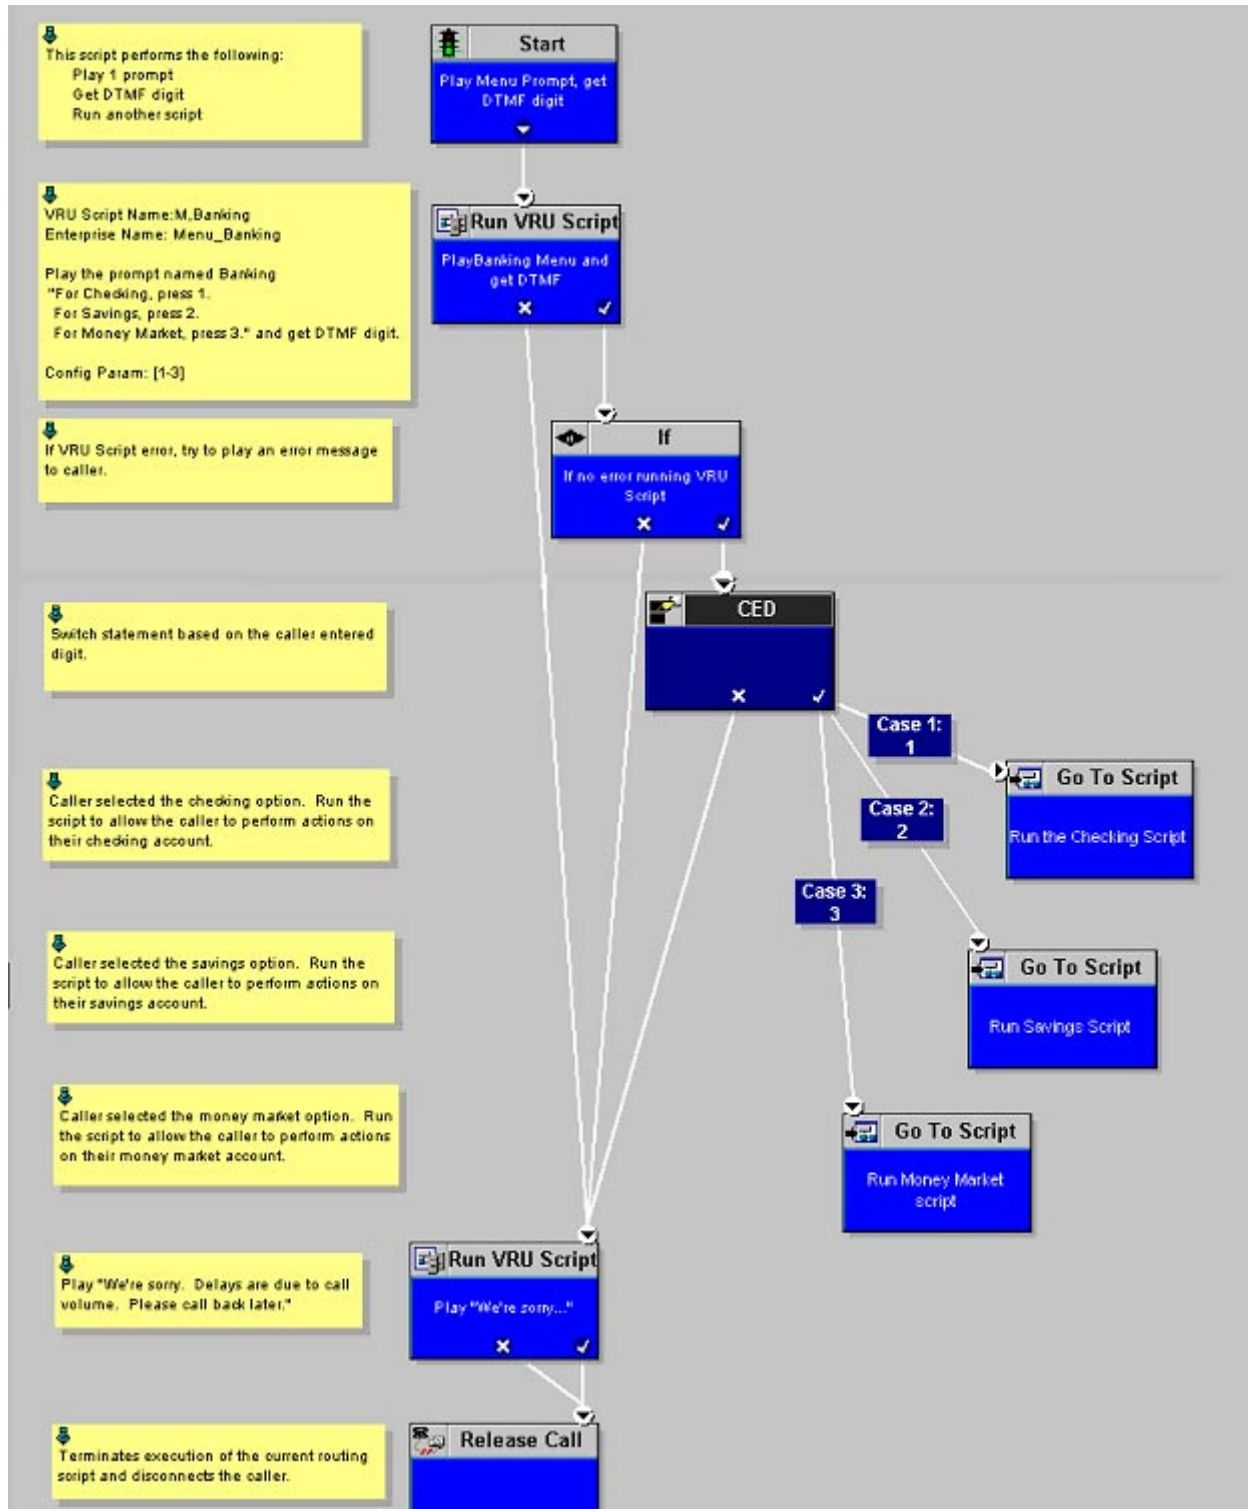 This script performs the following:
Play 1 prompt
Get DTMF digit
Run another script
Start
Play Menu Prompt, get
DTMF digit
VRU Script Name:M,Banking
Enterprise Name: Menu_Banking
Play the prompt named Banking
"For Checking, press 1.
For Savings, press 2.
For Money Market, press 3." and get DTMF digit.
Config Param: [1-3]
Run VRU Script
PlayBanking Menu and
get DTMF
If VRU Script error, try to play an error message
to caller.
If
If no error running VRU
Script
Switch statement based on the caller entered
digit.
CED
Case 1:
1
Case 2:
2
Case 3:
3
Caller selected the checking option. Run the
script to allow the caller to perform actions on
their checking account.
Go To Script
Run the Checking Script
Caller selected the savings option. Run the
script to allow the caller to perform actions on
their savings account.
Go To Script
Run Savings Script
Caller selected the money market option. Run
the script to allow the caller to perform actions
on their money market account.
Go To Script
Run Money Market
script
Play "We're sorry. Delays are due to call
volume. Please call back later."
Run VRU Script
Play "We're sorry..."
Terminates execution of the current routing
script and disconnects the caller.
Release Call